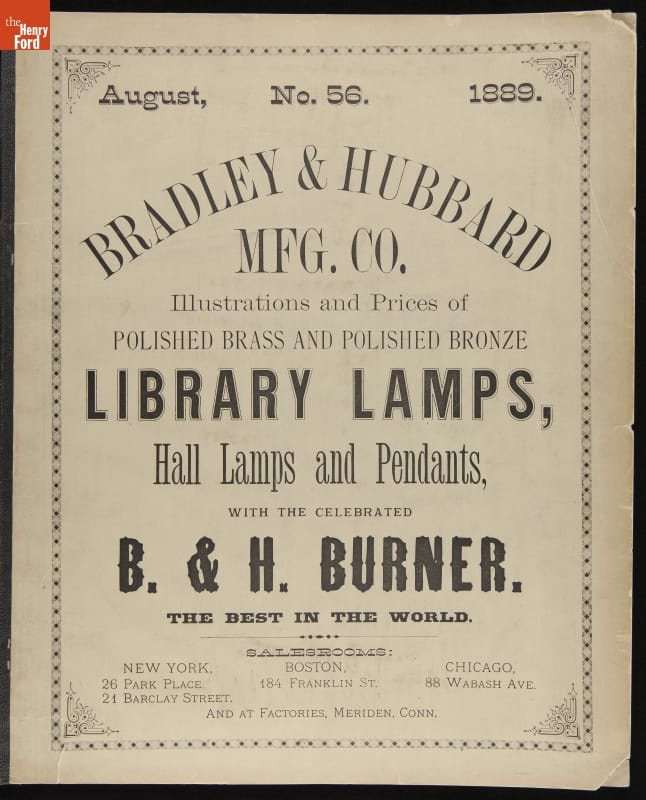 the
Henry
Ford
August, No. 56. 1889.
BRADLEY & HUBBARD
MFG. CO.
Illustrations and Prices of
POLISHED BRASS AND POLISHED BRONZE
LIBRARY LAMPS,
Hall Lamps and Pendants,
WITH THE CELEBRATED
B. & H. BURNER.
THE BEST IN THE WORLD.
SALESROOMS:
NEW YORK, BOSTON, CHICAGO,
26 PARK PLACE. 184 FRANKLIN ST. 88 WABASH AVE.
21 BARCLAY STREET.
AND AT FACTORIES, MERIDEN, CONN.